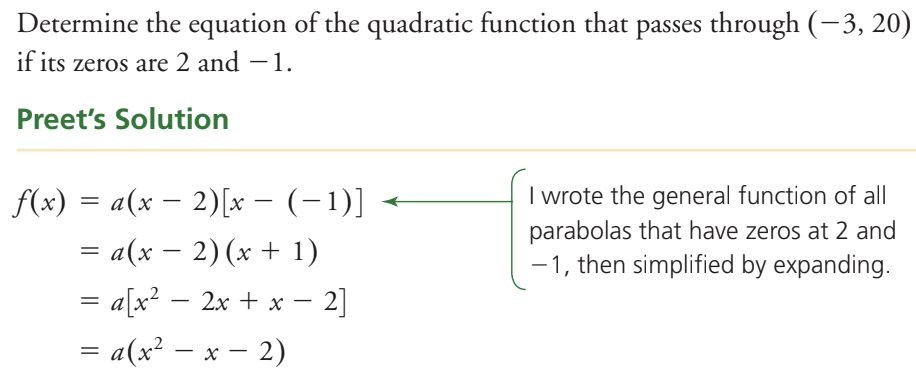 Determine the equation of the quadratic function that passes through (−3, 20)
if its zeros are 2 and −1.
Preet's Solution
f(x) = a(x − 2)[x − (−1)]
= a(x − 2)(x + 1)
= a[x² − 2x + x − 2]
= a(x² − x − 2)
I wrote the general function of all
parabolas that have zeros at 2 and
−1, then simplified by expanding.